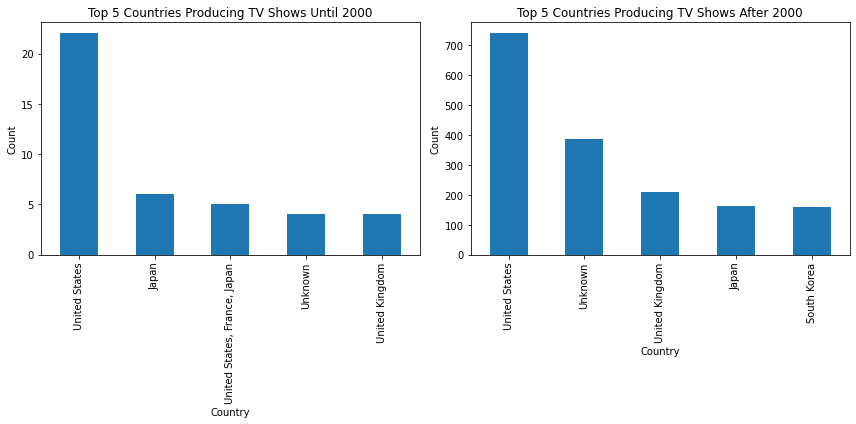 Top 5 Countries Producing TV Shows Until 2000
Count
20
15
10
5
0
United States
Japan
United States, France, Japan
Unknown
United Kingdom
Country
Top 5 Countries Producing TV Shows After 2000
Count
700
600
500
400
300
200
100
0
United States
Unknown
United Kingdom
Japan
South Korea
Country